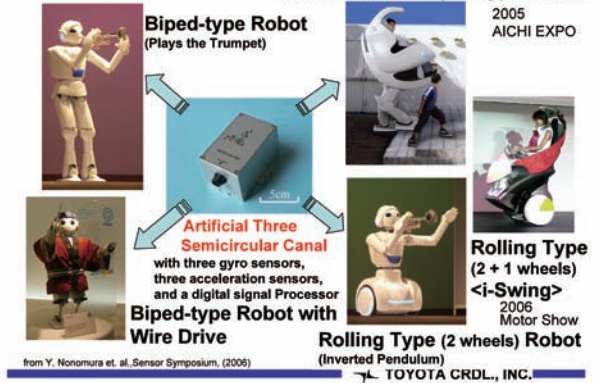 Biped-type Robot
(Plays the Trumpet)
2005
AICHI EXPO
5cm
Artificial Three
Semicircular Canal
with three gyro sensors,
three acceleration sensors,
and a digital signal Processor
Biped-type Robot with
Wire Drive
Rolling Type
(2 + 1 wheels)
<i-Swing>
2006
Motor Show
Rolling Type (2 wheels) Robot
(Inverted Pendulum)
from Y. Nonomura et. al.,Sensor Symposium, (2006)
TOYOTA CRDL., INC.